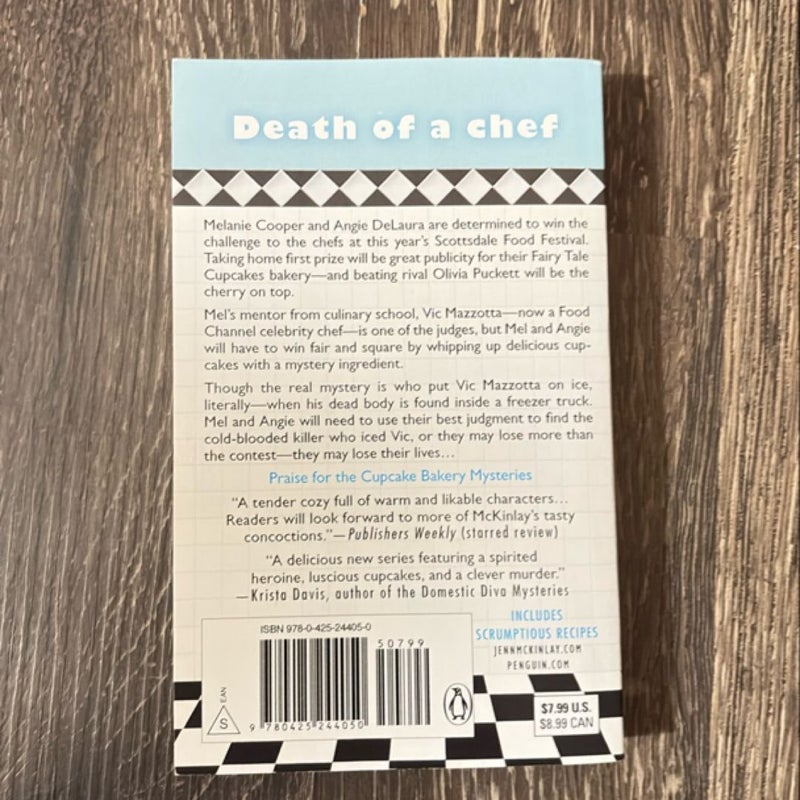 Death of a chef
Melanie Cooper and Angie DeLaura are determined to win the
challenge to the chefs at this year's Scottsdale Food Festival.
Taking home first prize will be great publicity for their Fairy Tale
Cupcakes bakery—and beating rival Olivia Puckett will be the
cherry on top.
Mel's mentor from culinary school, Vic Mazzotta—now a Food
Channel celebrity chef—is one of the judges, but Mel and Angie
will have to win fair and square by whipping up delicious cup-
cakes with a mystery ingredient.
Though the real mystery is who put Vic Mazzotta on ice,
literally—when his dead body is found inside a freezer truck.
Mel and Angie will need to use their best judgment to find the
cold-blooded killer who iced Vic, or they may lose more than
the contest—they may lose their lives…
Praise for the Cupcake Bakery Mysteries
"A tender cozy full of warm and likable characters…
Readers will look forward to more of McKinlay's tasty
concoctions."—Publishers Weekly (starred review)
"A delicious new series featuring a spirited
heroine, luscious cupcakes, and a clever murder."
—Krista Davis, author of the Domestic Diva Mysteries
INCLUDES
SCRUMPTIOUS RECIPES
JENNMCKINLAY.COM
PENGUIN.COM
ISBN 978-0-425-24405-0
50799
EAN
S
9 780425 244050
$7.99 U.S.
$8.99 CAN